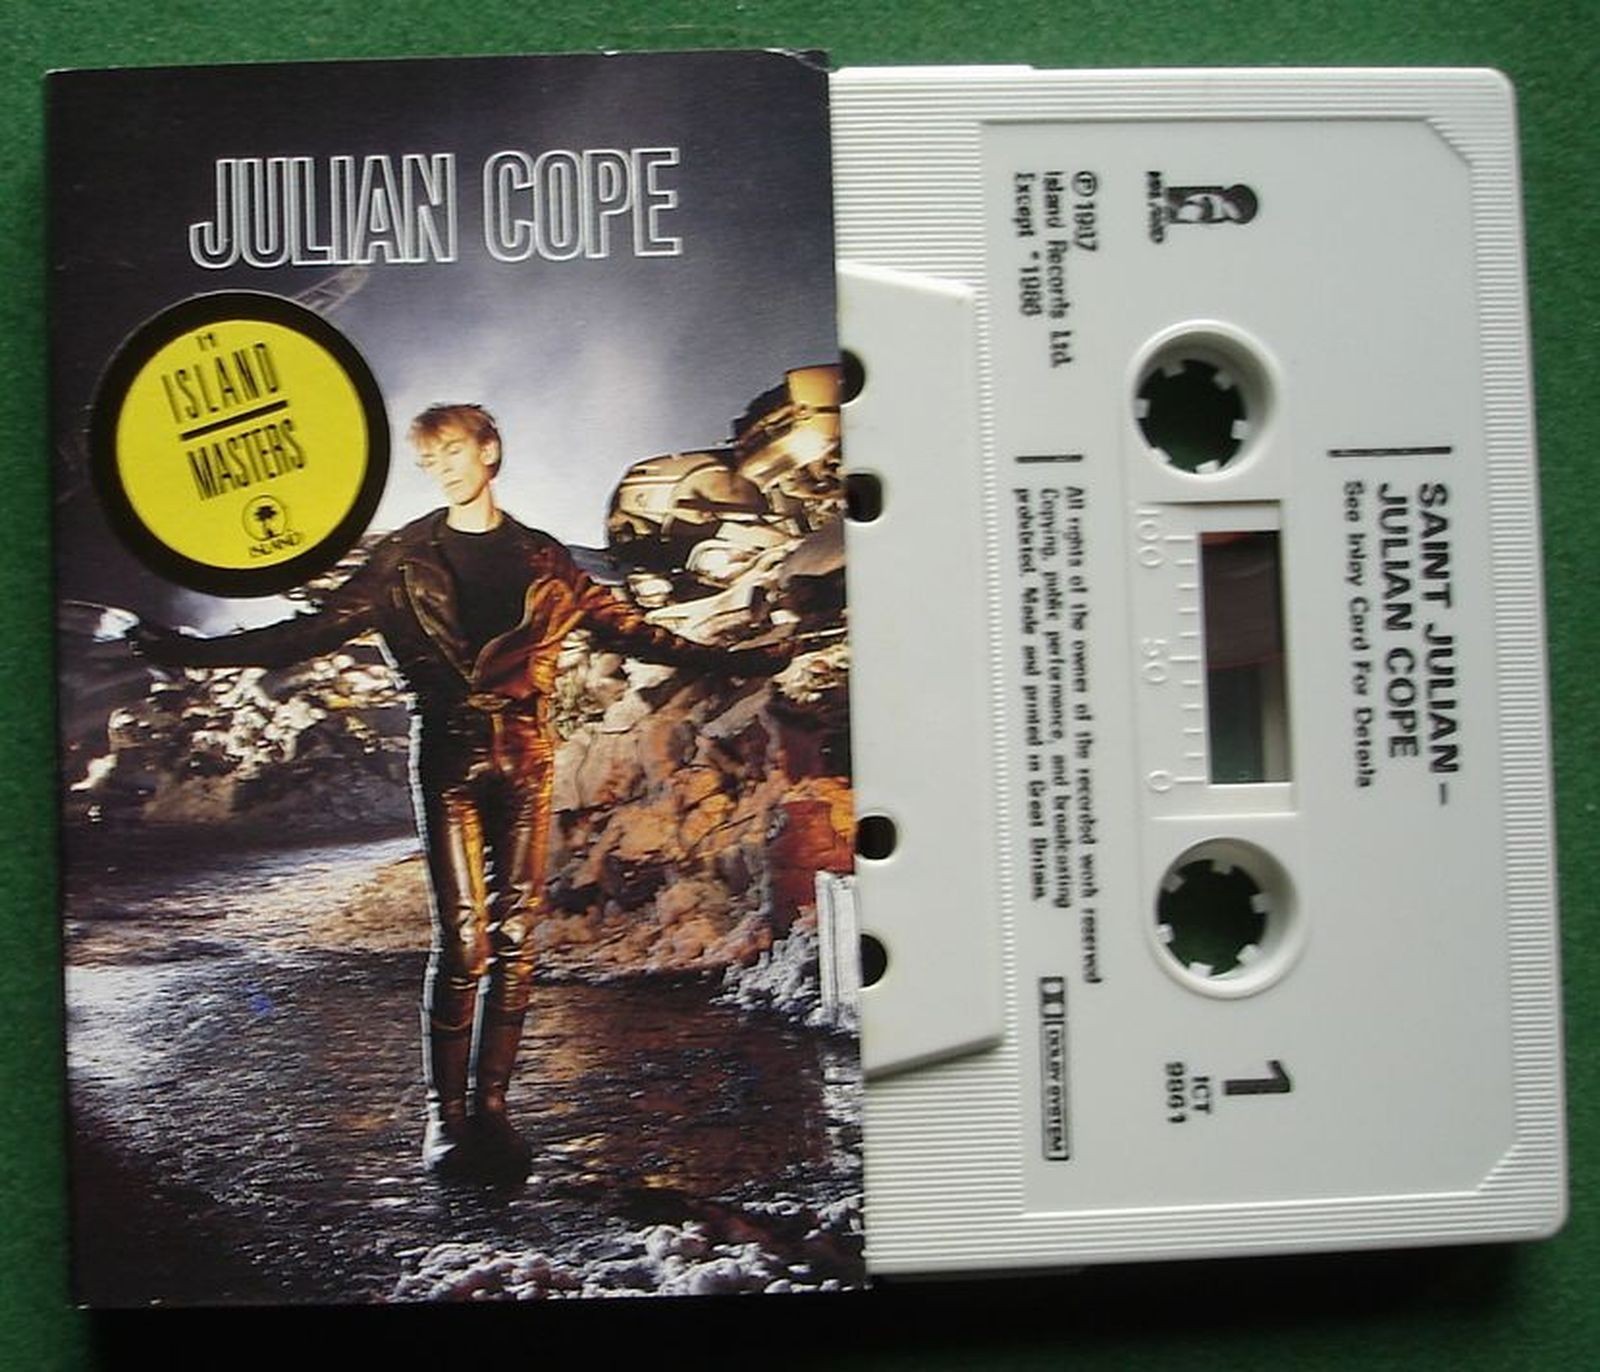 JULIAN COPE
ISLAND
MASTERS
ISLAND
SAINT JULIAN –
JULIAN COPE
See Inlay Card For Details
ISLAND
℗ 1987
Island Records Ltd.
Except * 1986
100 50 0
1
ICT
9861
All rights of the owner of the recorded work reserved
Copying, public performance, and broadcasting
prohibited. Made and printed in Great Britain.
DOLBY SYSTEM